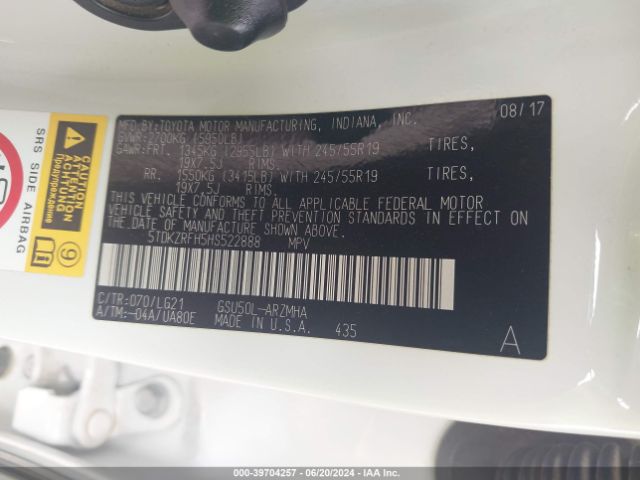 MFD. BY:TOYOTA MOTOR MANUFACTURING, INDIANA, INC. 08/17
GVWR:2700KG (5950LB)
GAWR:FRT. 1345KG (2955LB) WITH 245/55R19 TIRES,
19X7.5J RIMS.
RR. 1550KG (3415LB) WITH 245/55R19 TIRES,
19X7.5J RIMS.
THIS VEHICLE CONFORMS TO ALL APPLICABLE FEDERAL MOTOR
VEHICLE SAFETY AND THEFT PREVENTION STANDARDS IN EFFECT ON
THE DATE OF MANUFACTURE SHOWN ABOVE.
5TDKZRFH5HS522888 MPV
C/TR:070/LG21 GSU50L-ARZMHA
A/TM:-04A/UA80E MADE IN U.S.A. 435
A
SRS SIDE AIRBAG
ATTENTION
ACHTUNG
9
000-39704257 - 06/20/2024 - IAA Inc.